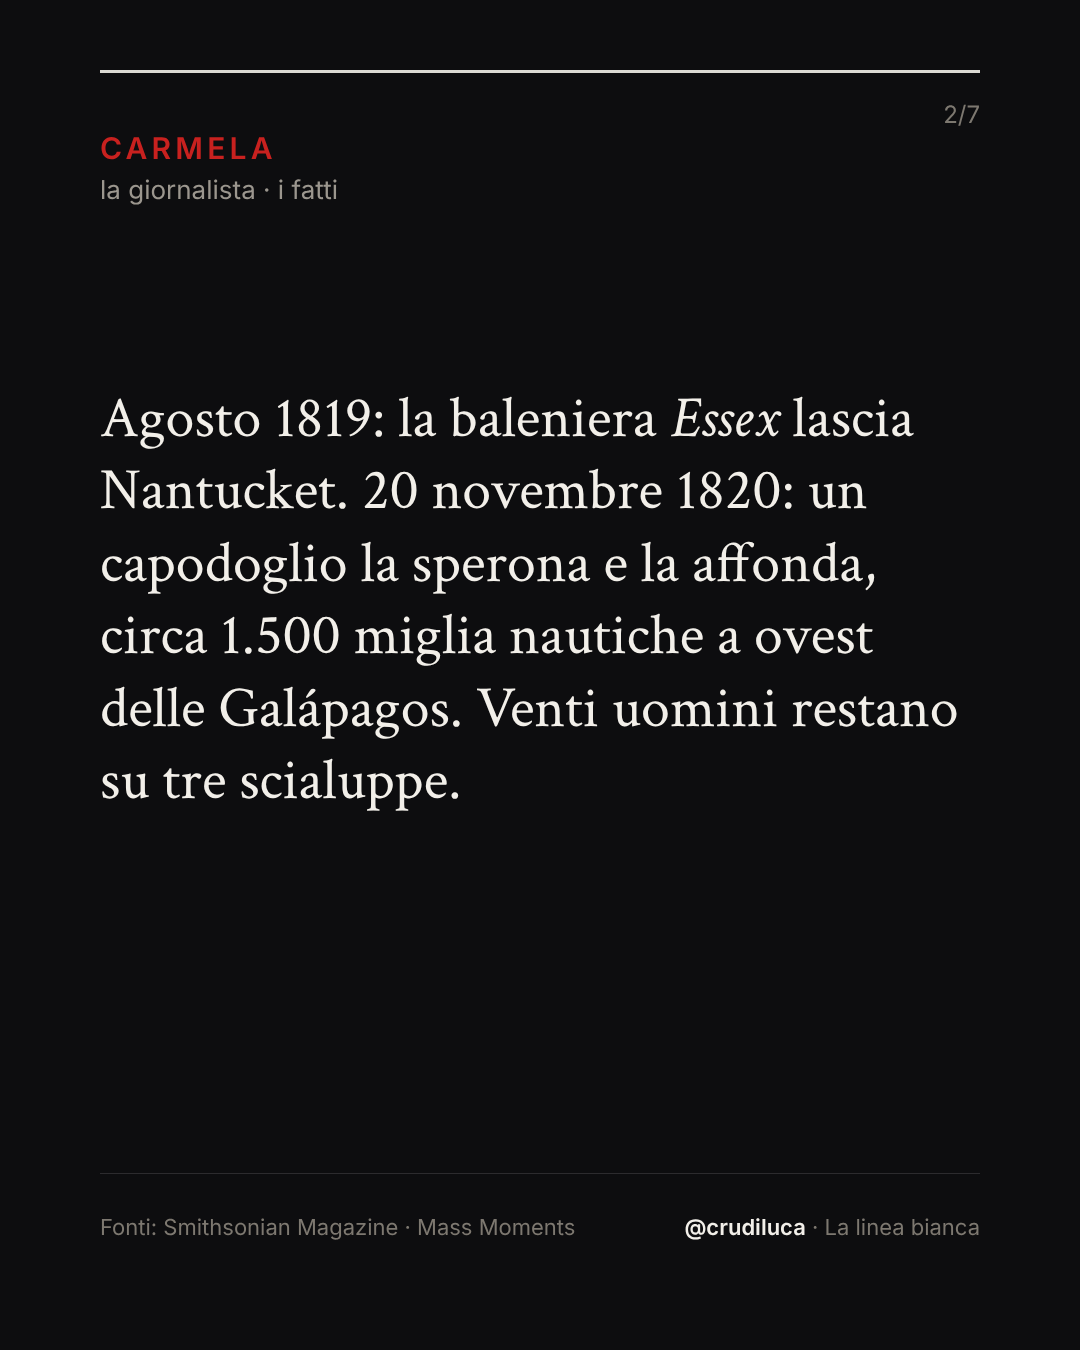 2/7
CARMELA
la giornalista · i fatti
Agosto 1819: la baleniera Essex lascia
Nantucket. 20 novembre 1820: un
capodoglio la sperona e la affonda,
circa 1.500 miglia nautiche a ovest
delle Galápagos. Venti uomini restano
su tre scialuppe.
Fonti: Smithsonian Magazine · Mass Moments
@crudiluca · La linea bianca